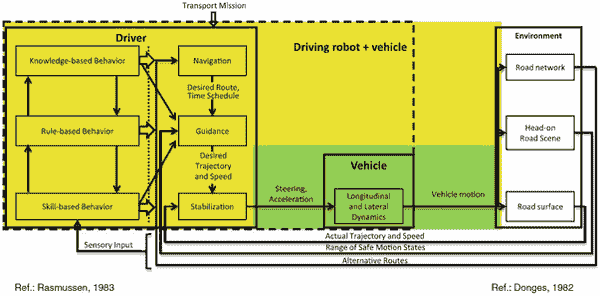 Transport Mission
Driver
Driving robot + vehicle
Environment
Knowledge-based Behavior
Navigation
Road network
Desired Route,
Time Schedule
Rule-based Behavior
Guidance
Head-on
Road Scene
Desired
Trajectory
and Speed
Vehicle
Skill-based Behavior
Stabilization
Steering,
Acceleration
Longitudinal
and Lateral
Dynamics
Vehicle motion
Road surface
Sensory Input
Actual Trajectory and Speed
Range of Safe Motion States
Alternative Routes
Ref.: Rasmussen, 1983
Ref.: Donges, 1982